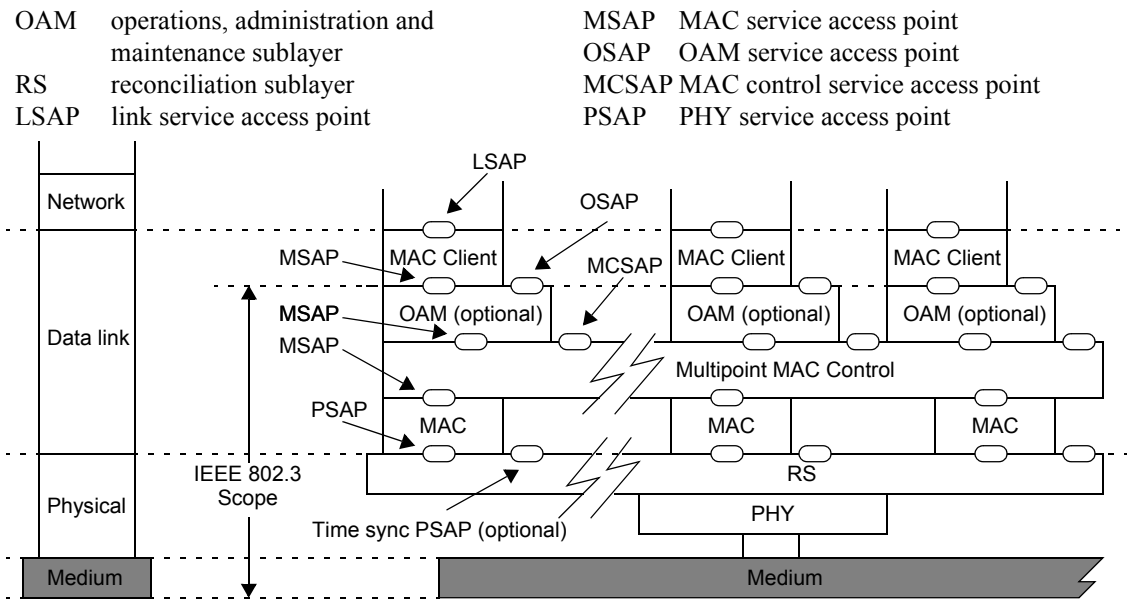 OAM operations, administration and maintenance sublayer
RS reconciliation sublayer
LSAP link service access point
MSAP MAC service access point
OSAP OAM service access point
MCSAP MAC control service access point
PSAP PHY service access point
LSAP
Network
OSAP
MAC Client
MAC Client
MAC Client
MSAP
MCSAP
OAM (optional)
OAM (optional)
OAM (optional)
MSAP
Data link
MSAP
Multipoint MAC Control
PSAP
MAC
MAC
MAC
IEEE 802.3
Scope
RS
Physical
PHY
Time sync PSAP (optional)
Medium
Medium